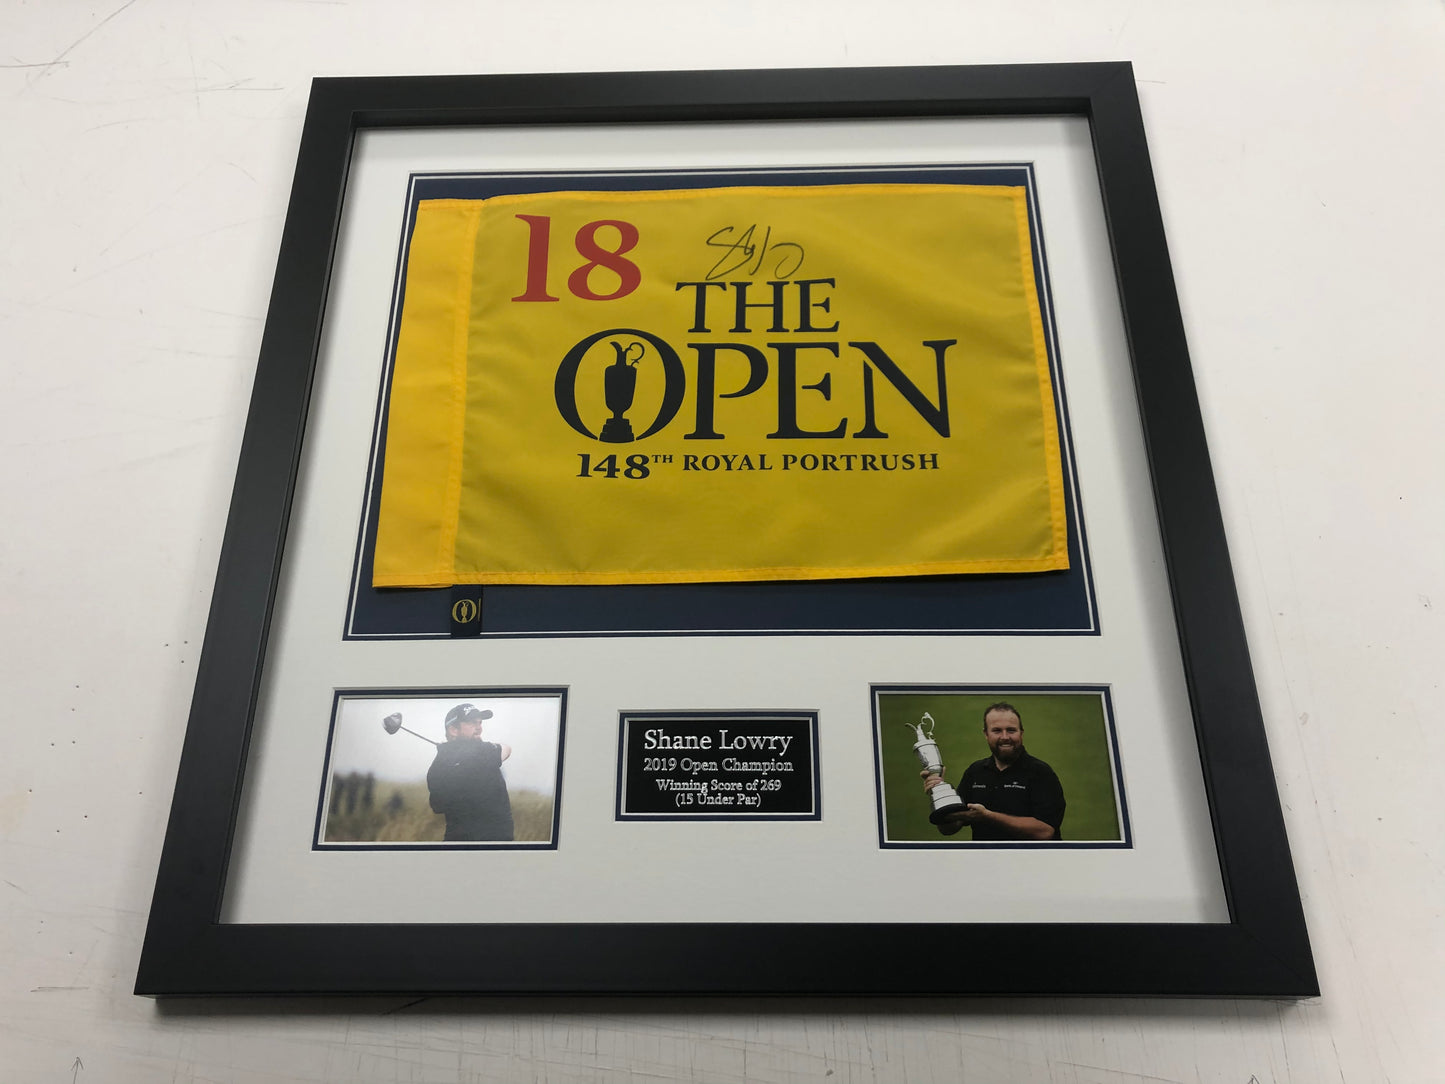 18
THE
OPEN
148TH ROYAL PORTRUSH
Shane Lowry
2019 Open Champion
Winning Score of 269
(15 Under Par)